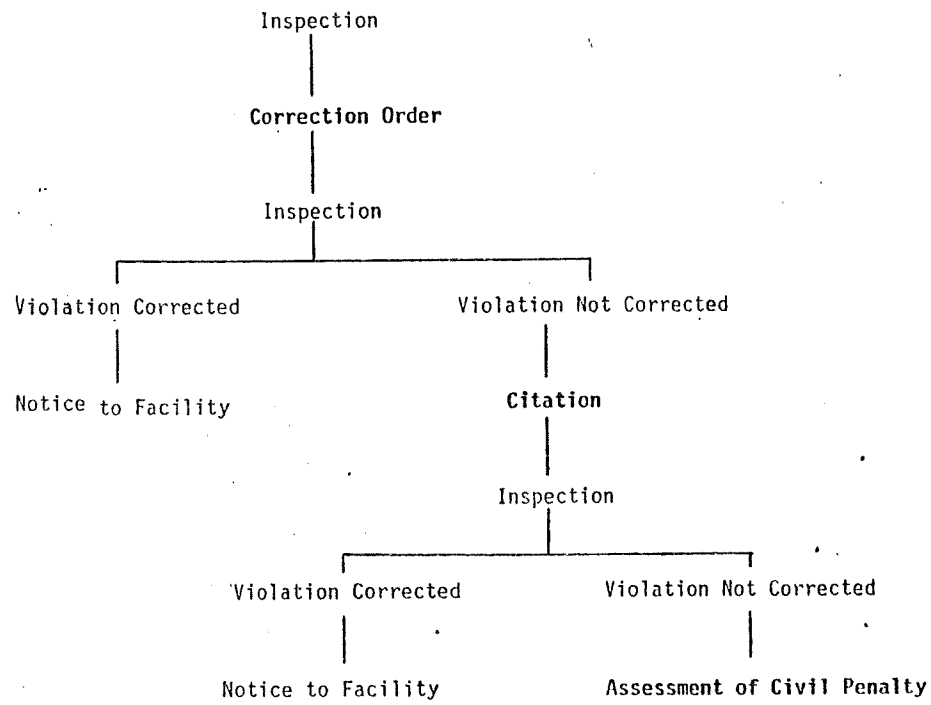 Inspection
Correction Order
Inspection
Violation Corrected
Violation Not Corrected
Notice to Facility
Citation
Inspection
Violation Corrected
Violation Not Corrected
Notice to Facility
Assessment of Civil Penalty